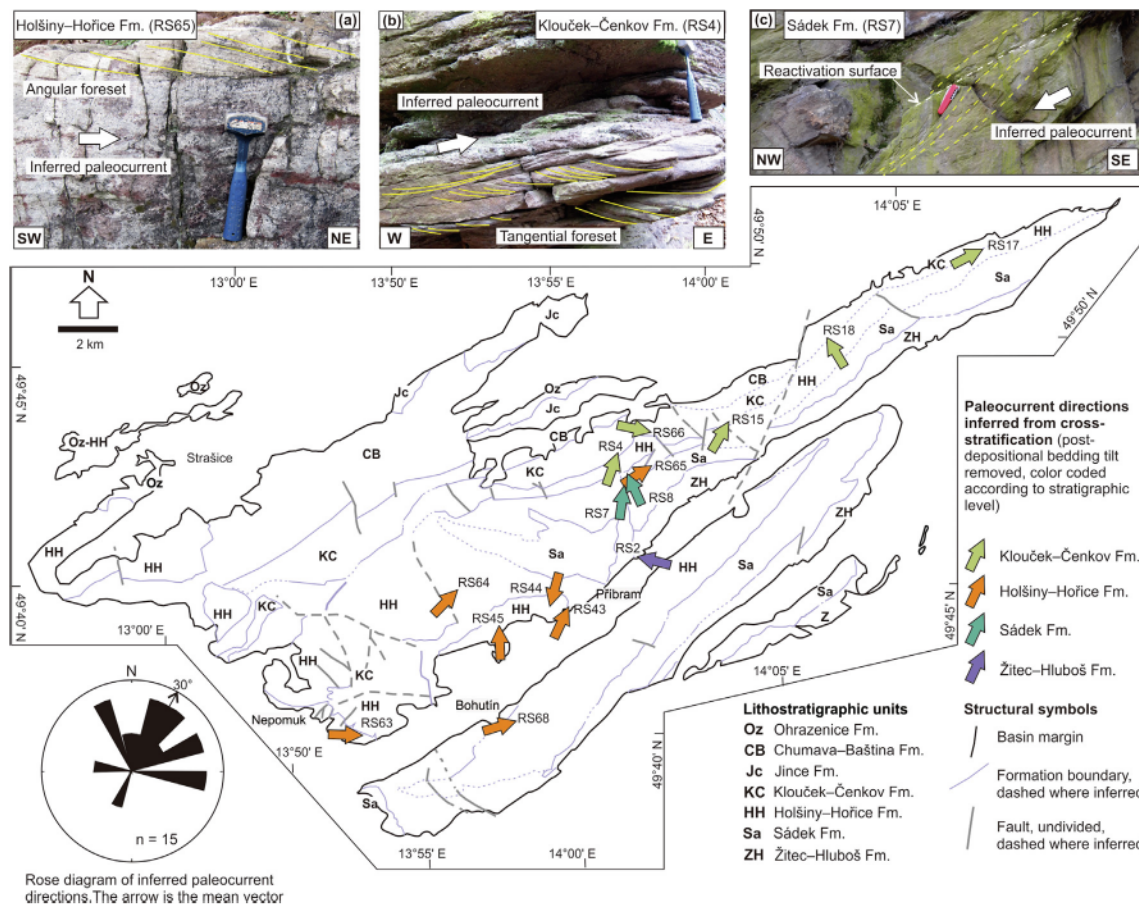 Holšiny–Hořice Fm. (RS65)
(a)
Angular foreset
Inferred paleocurrent
SW
NE
(b)
Klouček–Čenkov Fm. (RS4)
Inferred paleocurrent
Tangential foreset
W
E
(c)
Sádek Fm. (RS7)
Reactivation surface
Inferred paleocurrent
NW
SE
14°05' E
49°50' N
HH
RS17
KC
Sa
N
2 km
13°00' E
13°50' E
13°55' E
14°00' E
49°50' N
Jc
RS18
Sa
ZH
CB
HH
KC
49°45' N
Oz
Oz
Jc
Jc
CB
RS15
Oz-HH
Strašice
CB
RS66
RS4
HH
Sa
KC
RS65
ZH
Oz
RS8
RS7
ZH
HH
HH
KC
RS2
Sa
HH
Sa
RS64
RS44
Příbram
Sa
49°40' N
HH
KC
HH
HH
RS43
Z
RS45
49°45' N
13°00' E
HH
KC
14°05' E
HH
Bohutín
Nepomuk
RS63
RS68
13°50' E
49°40' N
Sa
13°55' E
14°00' E
Paleocurrent directions
inferred from cross-
stratification (post-
depositional bedding tilt
removed, color coded
according to stratigraphic
level)
Klouček–Čenkov Fm.
Holšiny–Hořice Fm.
Sádek Fm.
Žitec–Hluboš Fm.
Lithostratigraphic units
Oz Ohrazenice Fm.
CB Chumava–Baština Fm.
Jc Jince Fm.
KC Klouček–Čenkov Fm.
HH Holšiny–Hořice Fm.
Sa Sádek Fm.
ZH Žitec–Hluboš Fm.
Structural symbols
Basin margin
Formation boundary,
dashed where inferred
Fault, undivided,
dashed where inferred
N
30°
n = 15
Rose diagram of inferred paleocurrent
directions.The arrow is the mean vector